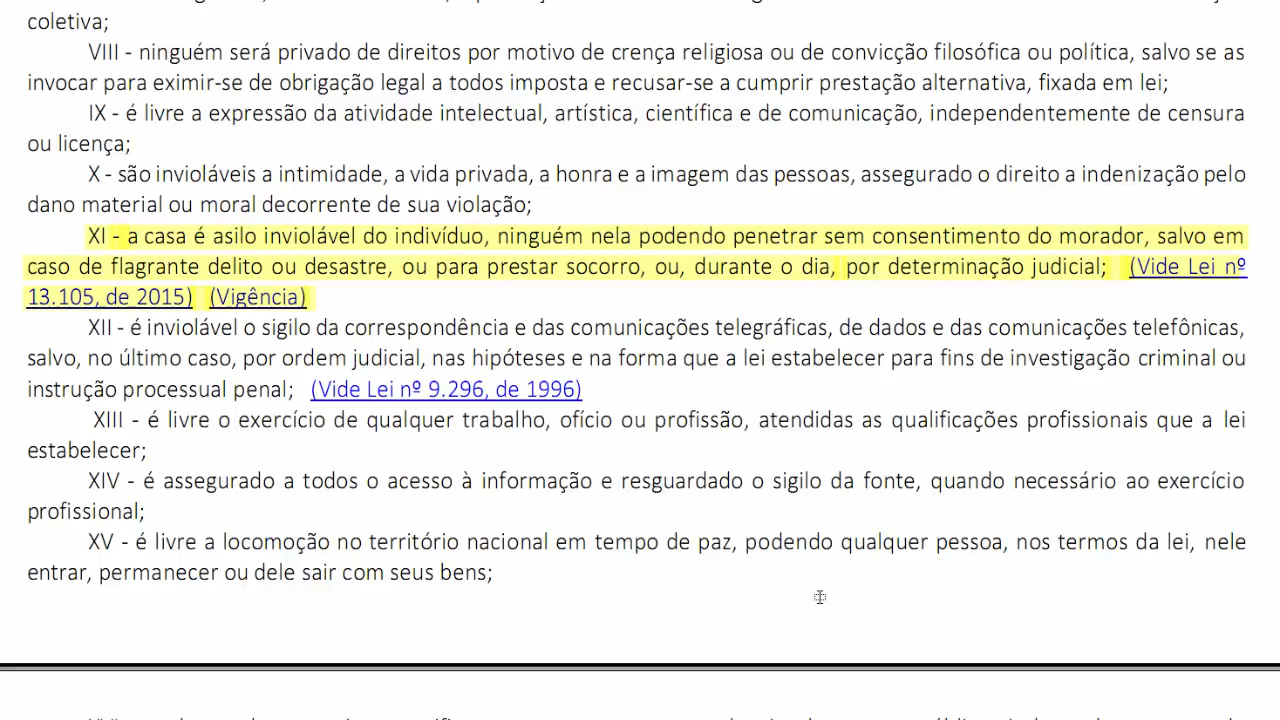 coletiva;
VIII - ninguém será privado de direitos por motivo de crença religiosa ou de convicção filosófica ou política, salvo se as
invocar para eximir-se de obrigação legal a todos imposta e recusar-se a cumprir prestação alternativa, fixada em lei;
IX - é livre a expressão da atividade intelectual, artística, científica e de comunicação, independentemente de censura
ou licença;
X - são invioláveis a intimidade, a vida privada, a honra e a imagem das pessoas, assegurado o direito a indenização pelo
dano material ou moral decorrente de sua violação;
XI - a casa é asilo inviolável do indivíduo, ninguém nela podendo penetrar sem consentimento do morador, salvo em
caso de flagrante delito ou desastre, ou para prestar socorro, ou, durante o dia, por determinação judicial; (Vide Lei nº
13.105, de 2015) (Vigência)
XII - é inviolável o sigilo da correspondência e das comunicações telegráficas, de dados e das comunicações telefônicas,
salvo, no último caso, por ordem judicial, nas hipóteses e na forma que a lei estabelecer para fins de investigação criminal ou
instrução processual penal; (Vide Lei nº 9.296, de 1996)
XIII - é livre o exercício de qualquer trabalho, ofício ou profissão, atendidas as qualificações profissionais que a lei
estabelecer;
XIV - é assegurado a todos o acesso à informação e resguardado o sigilo da fonte, quando necessário ao exercício
profissional;
XV - é livre a locomoção no território nacional em tempo de paz, podendo qualquer pessoa, nos termos da lei, nele
entrar, permanecer ou dele sair com seus bens;